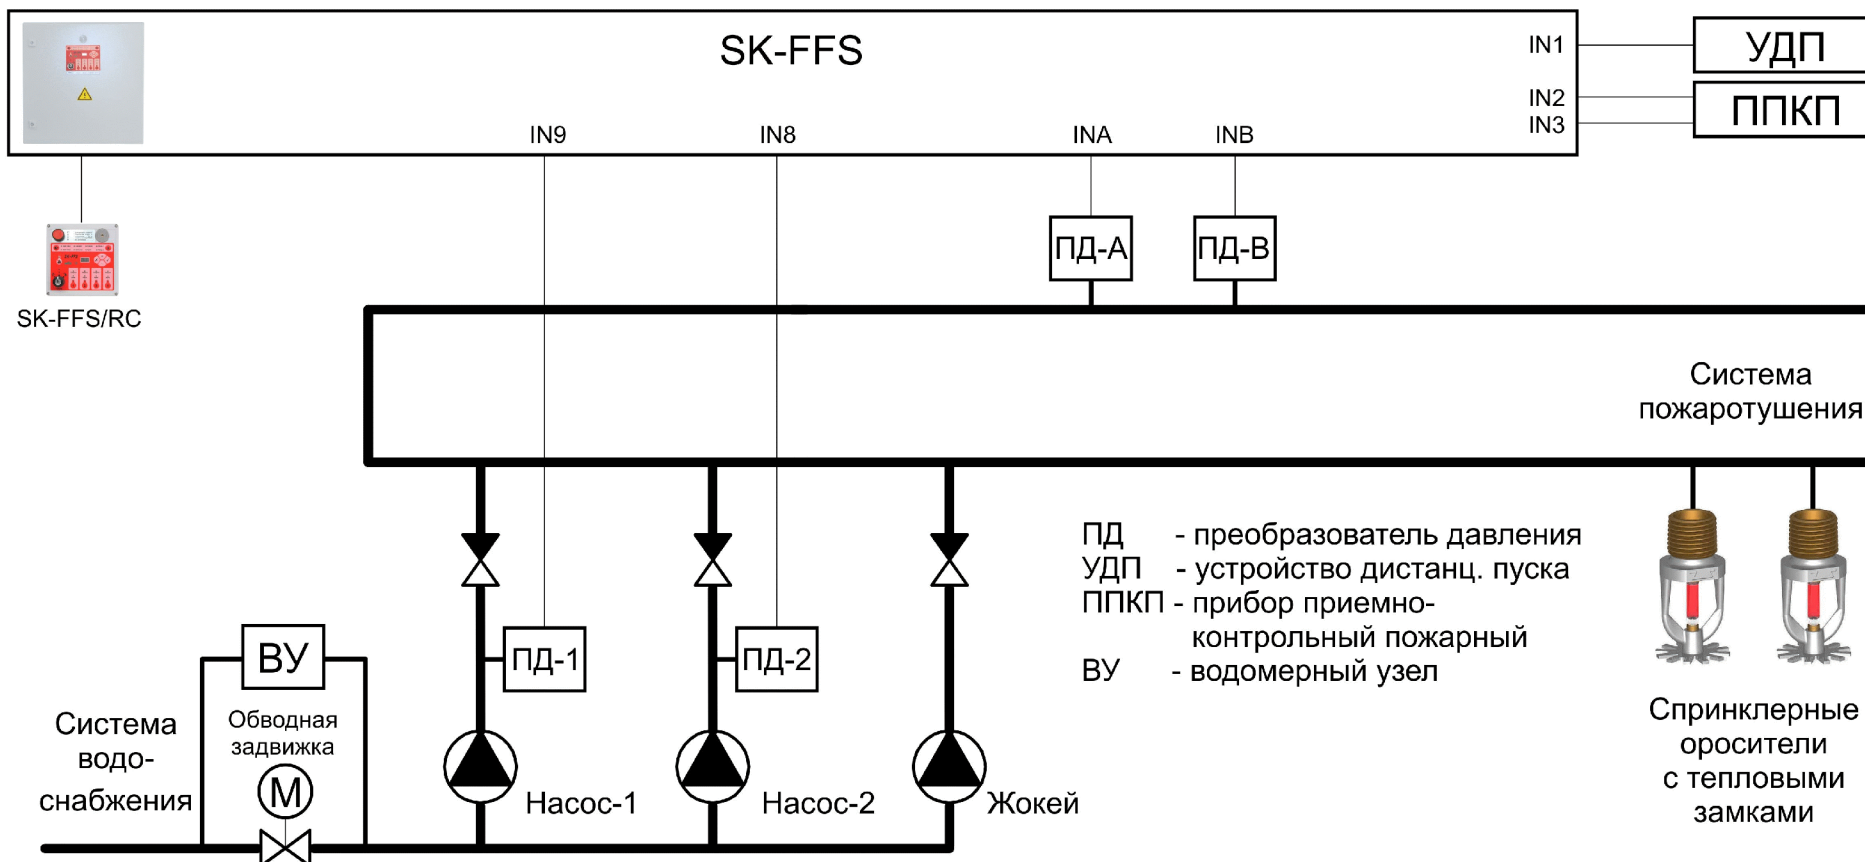 SK-FFS
IN1
УДП
IN2
IN3
ППКП
IN9
IN8
INA
INB
SK-FFS/RC
ПД-А
ПД-В
Система
пожаротушения
ПД - преобразователь давления
УДП - устройство дистанц. пуска
ППКП - прибор приемно-
контрольный пожарный
ВУ - водомерный узел
ВУ
ПД-1
ПД-2
Система
водо-
снабжения
Обводная
задвижка
М
Насос-1
Насос-2
Жокей
Спринклерные
оросители
с тепловыми
замками